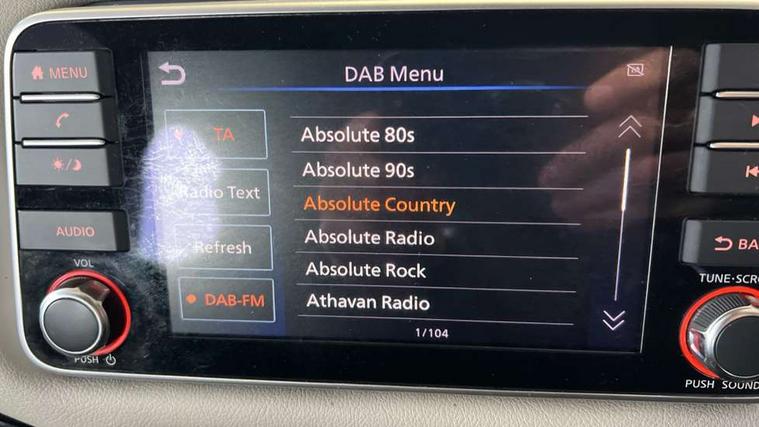 MENU
AUDIO
VOL
PUSH
DAB Menu
TA
Radio Text
Refresh
DAB-FM
Absolute 80s
Absolute 90s
Absolute Country
Absolute Radio
Absolute Rock
Athavan Radio
1/104
BA
TUNE·SCRO
PUSH SOUND